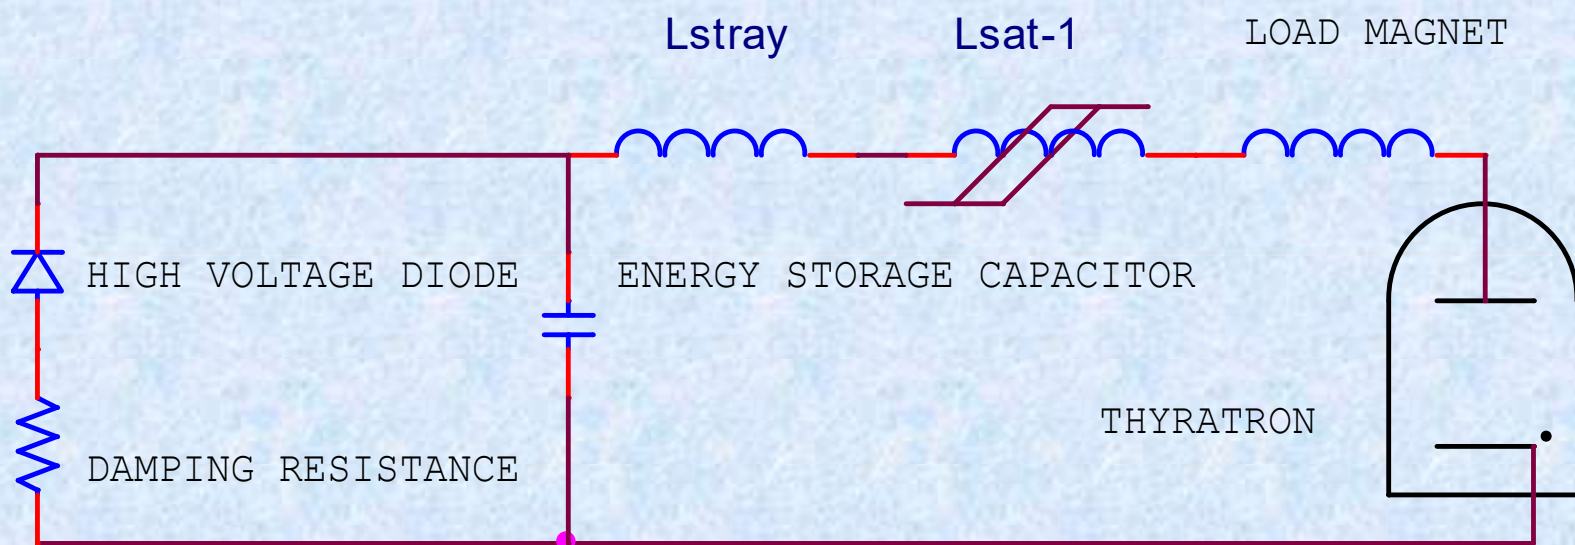 Lstray Lsat-1 LOAD MAGNET
HIGH VOLTAGE DIODE ENERGY STORAGE CAPACITOR
THYRATRON
DAMPING RESISTANCE